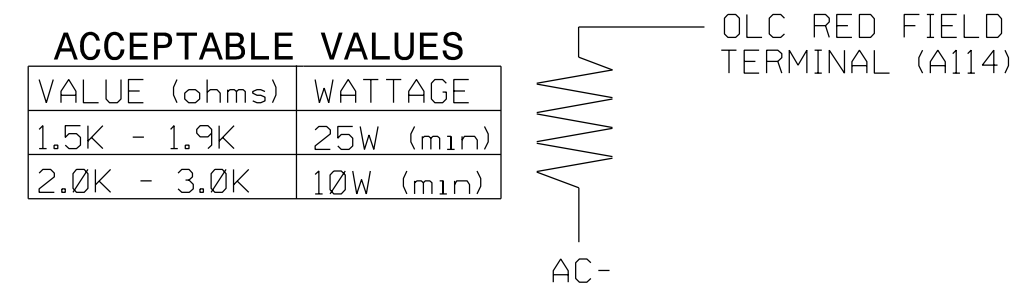 ACCEPTABLE VALUES
VALUE (ohms) WATTAGE
1.5K - 1.9K 25W (min)
2.0K - 3.0K 10W (min)
OLC RED FIELD
TERMINAL (A114)
AC-